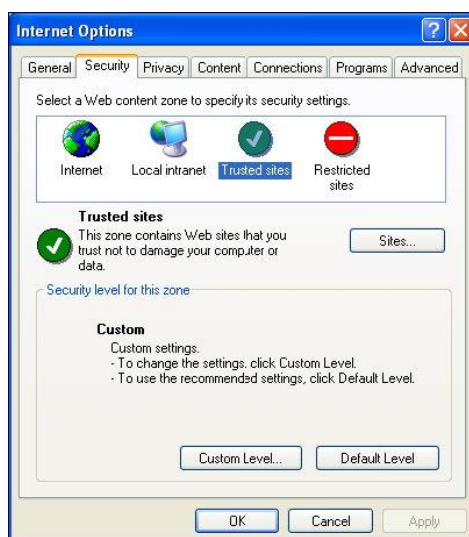 Internet Options
General Security Privacy Content Connections Programs Advanced
Select a Web content zone to specify its security settings.
Internet Local intranet Trusted sites Restricted
sites
Trusted sites
This zone contains Web sites that you
trust not to damage your computer or
data.
Sites...
Security level for this zone
Custom
Custom settings.
- To change the settings, click Custom Level.
- To use the recommended settings, click Default Level.
Custom Level... Default Level
OK Cancel Apply